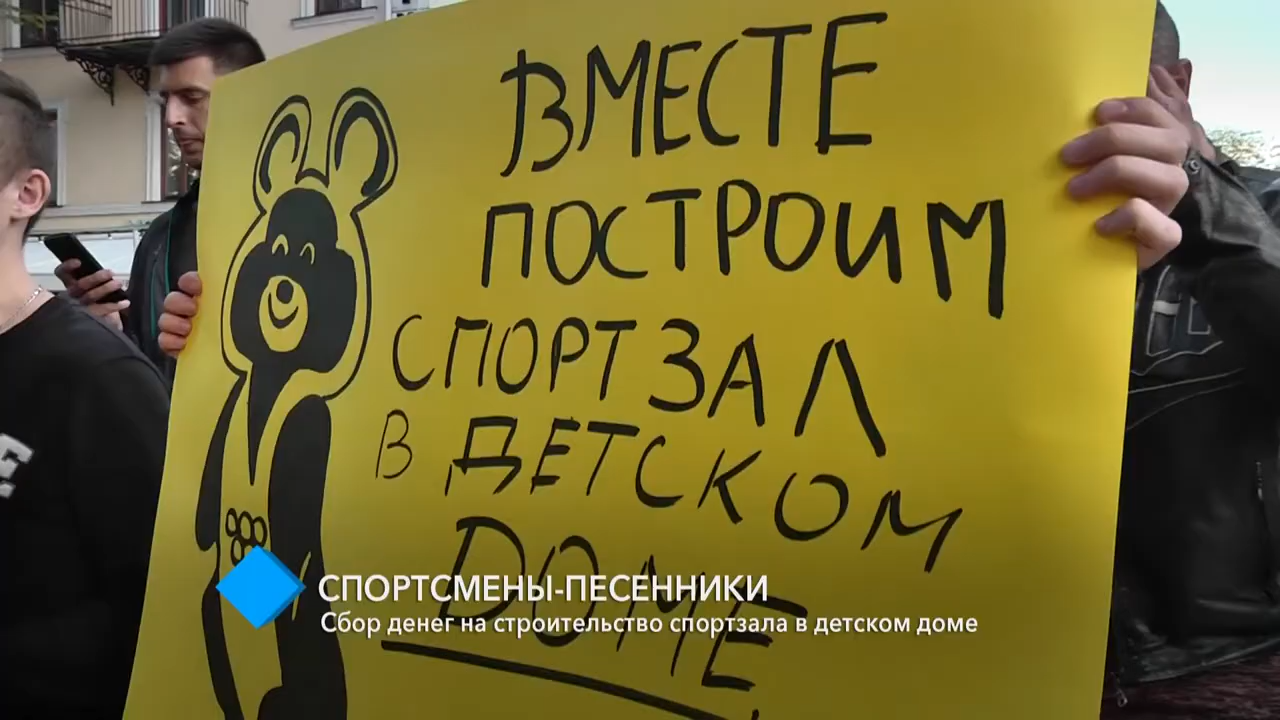 ВМЕСТЕ
ПОСТРОИМ
СПОРТЗАЛ
В ДЕТСКОМ
ДОМЕ
СПОРТСМЕНЫ-ПЕСЕННИКИ
Сбор денег на строительство спортзала в детском доме